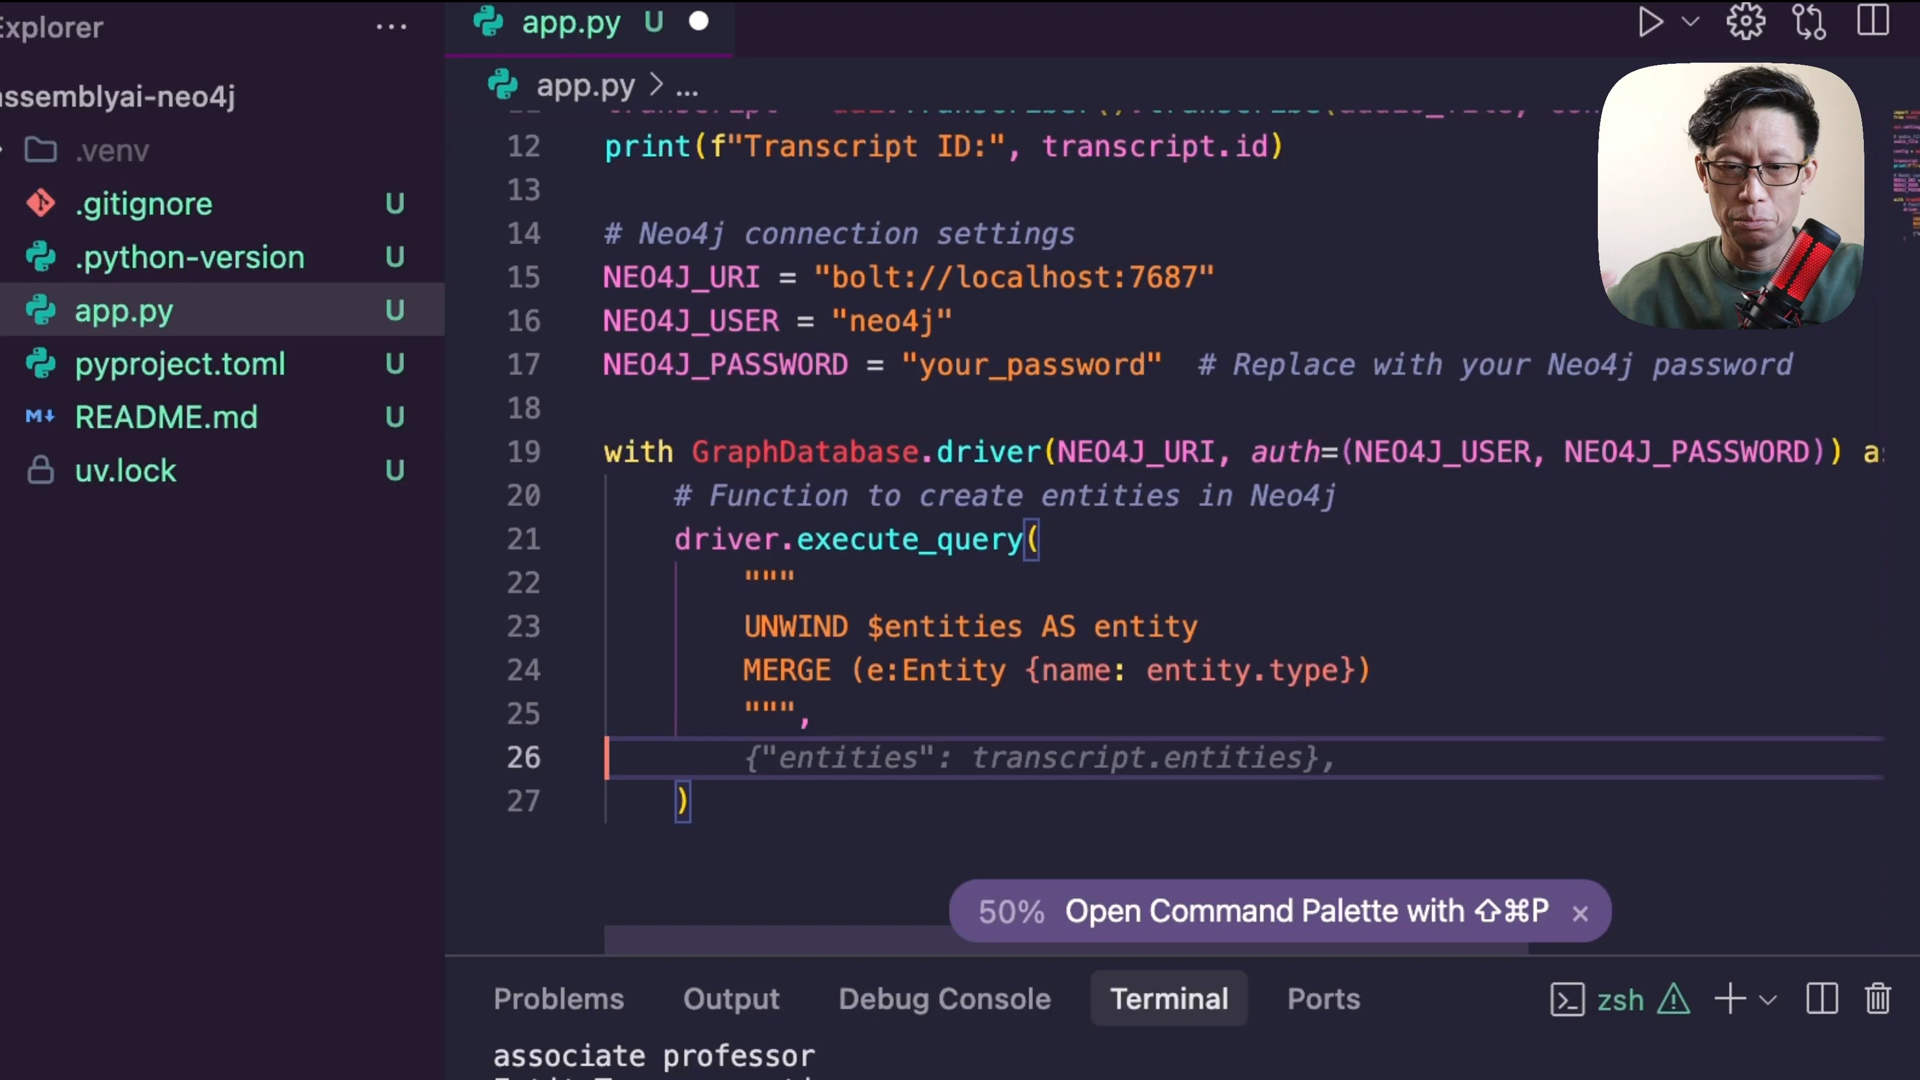 Explorer
...
assemblyai-neo4j
.venv
.gitignore U
.python-version U
app.py U
pyproject.toml U
README.md U
uv.lock U
app.py U
app.py > ...
12 print(f"Transcript ID:", transcript.id)
13
14 # Neo4j connection settings
15 NEO4J_URI = "bolt://localhost:7687"
16 NEO4J_USER = "neo4j"
17 NEO4J_PASSWORD = "your_password" # Replace with your Neo4j password
18
19 with GraphDatabase.driver(NEO4J_URI, auth=(NEO4J_USER, NEO4J_PASSWORD)) as
20 # Function to create entities in Neo4j
21 driver.execute_query(
22 """
23 UNWIND $entities AS entity
24 MERGE (e:Entity {name: entity.type})
25 """,
26 {"entities": transcript.entities},
27 )
50% Open Command Palette with ⇧⌘P ×
Problems Output Debug Console Terminal Ports
zsh
associate professor